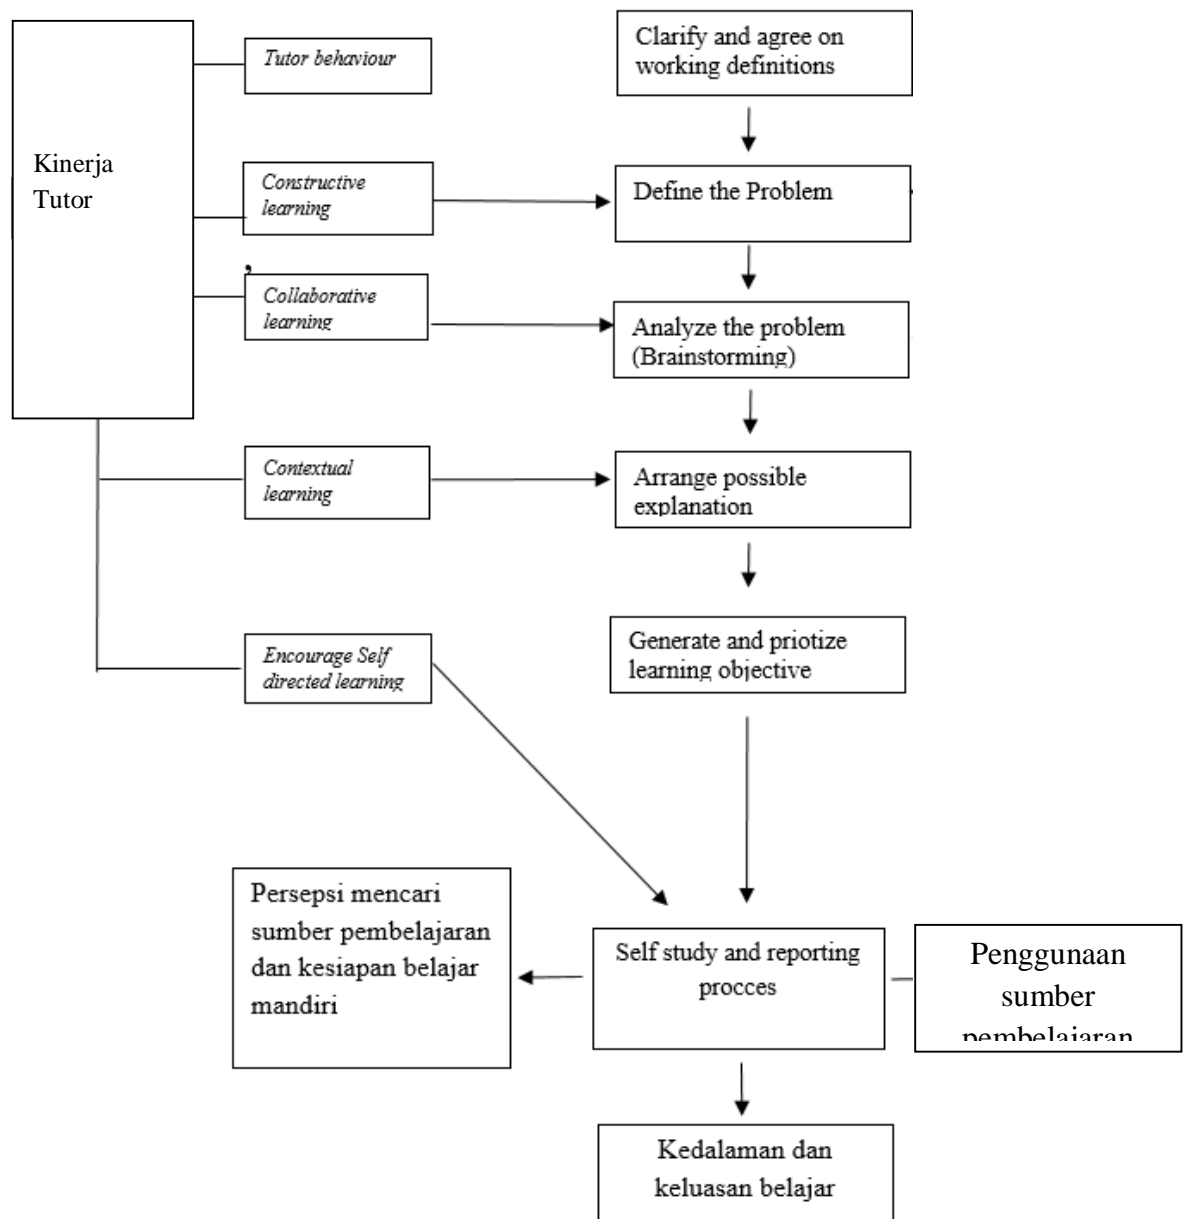 Kinerja
Tutor
Tutor behaviour
Constructive
learning
,
Collaborative
learning
Contextual
learning
Encourage Self
directed learning
Clarify and agree on
working definitions
Define the Problem
Analyze the problem
(Brainstorming)
Arrange possible
explanation
Generate and priotize
learning objective
Persepsi mencari
sumber pembelajaran
dan kesiapan belajar
mandiri
Self study and reporting
procces
Penggunaan
sumber
pembelajaran
Kedalaman dan
keluasan belajar